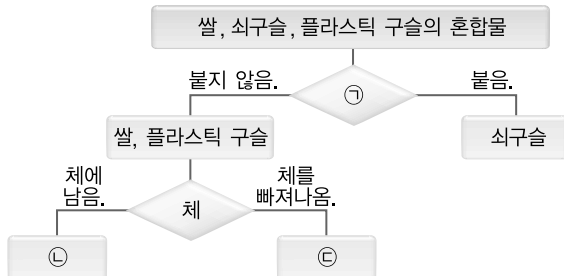 쌀, 쇠구슬, 플라스틱 구슬의 혼합물
붙지 않음.
㉠
붙음.
쌀, 플라스틱 구슬
쇠구슬
체에
남음.
체
체를
빠져나옴.
㉡
㉢